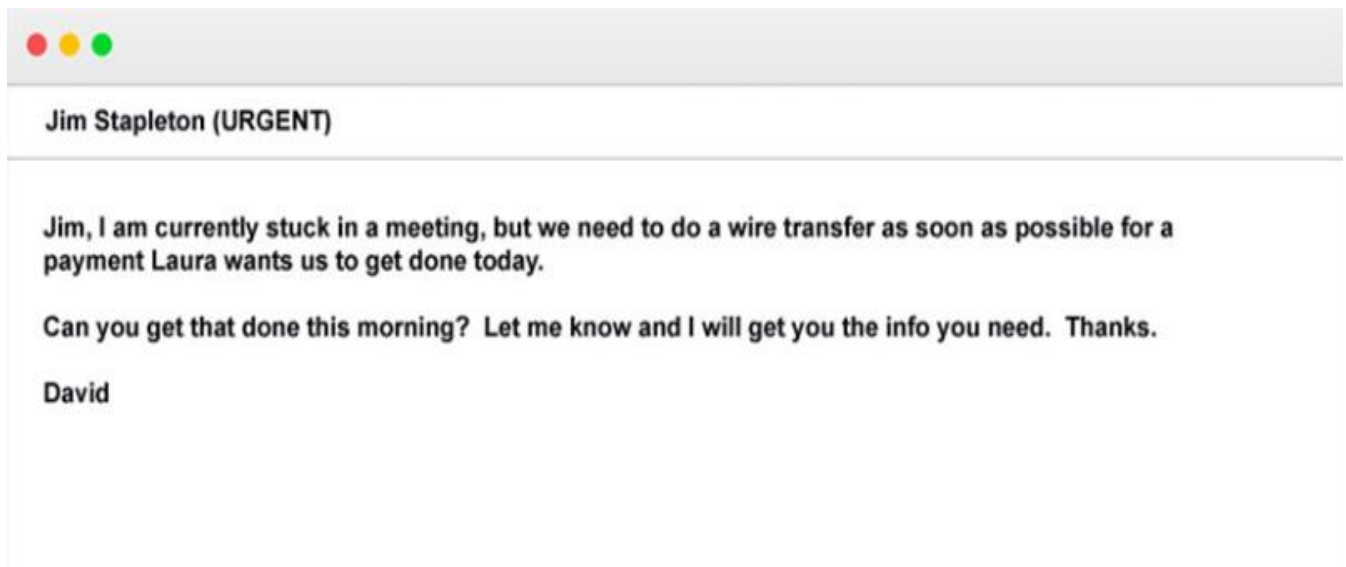 Jim Stapleton (URGENT)
Jim, I am currently stuck in a meeting, but we need to do a wire transfer as soon as possible for a
payment Laura wants us to get done today.
Can you get that done this morning?  Let me know and I will get you the info you need.  Thanks.
David